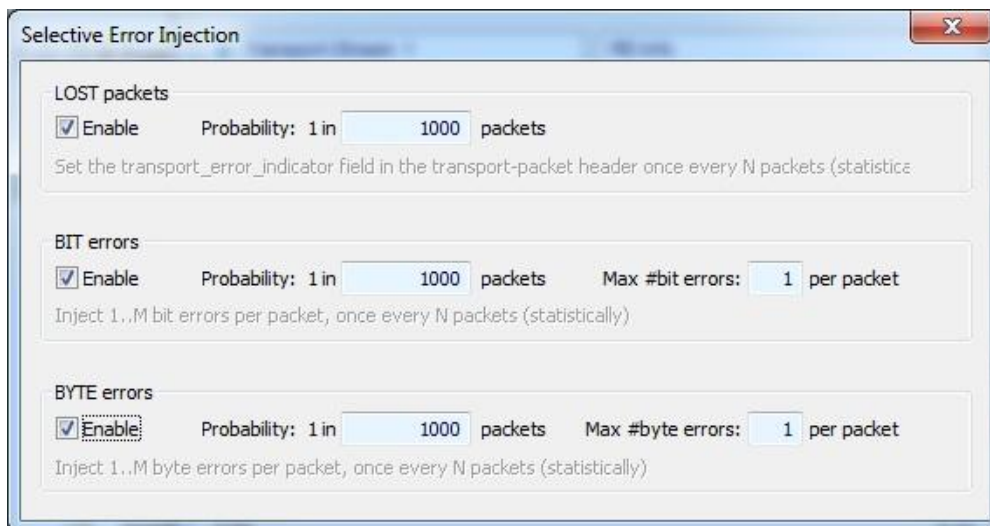 Selective Error Injection
LOST packets
Enable Probability: 1 in 1000 packets
Set the transport_error_indicator field in the transport-packet header once every N packets (statistica
BIT errors
Enable Probability: 1 in 1000 packets Max #bit errors: 1 per packet
Inject 1..M bit errors per packet, once every N packets (statistically)
BYTE errors
Enable Probability: 1 in 1000 packets Max #byte errors: 1 per packet
Inject 1..M byte errors per packet, once every N packets (statistically)